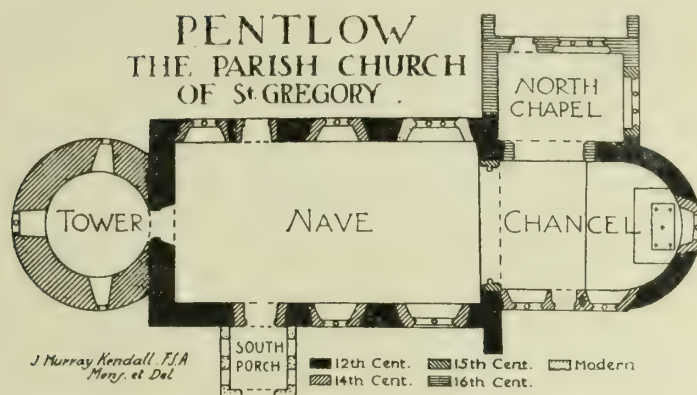 PENTLOW
THE PARISH CHURCH
OF St. GREGORY.
NORTH
CHAPEL
TOWER
NAVE
CHANCEL
SOUTH
PORCH
J. Murray Kendall. F.S.A
Mens. et Del
12th Cent.
15th Cent.
Modern
14th Cent.
16th Cent.